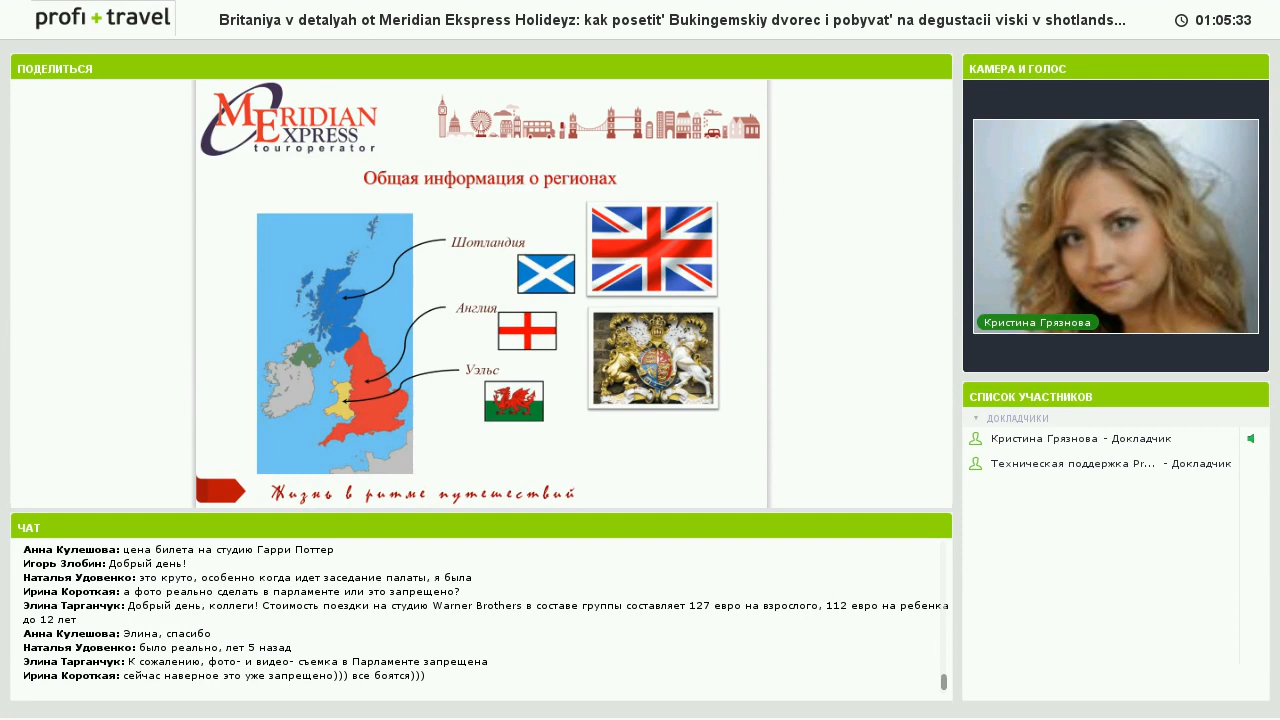 profi + travel
Britaniya v detalyah ot Meridian Ekspress Holideyz: kak posetit' Bukingemskiy dvorec i pobyvat' na degustacii viski v shotlands...
01:05:33
ПОДЕЛИТЬСЯ
MERIDIAN
EXPRESS
touroperator
Общая информация о регионах
Шотландия
Англия
Уэльс
Жизнь в ритме путешествий
КАМЕРА И ГОЛОС
Кристина Грязнова
СПИСОК УЧАСТНИКОВ
ДОКЛАДЧИКИ
Кристина Грязнова - Докладчик
Техническая поддержка Pr... - Докладчик
ЧАТ
Анна Кулешова: цена билета на студию Гарри Поттер
Игорь Злобин: Добрый день!
Наталья Удовенко: это круто, особенно когда идет заседание палаты, я была
Ирина Короткая: а фото реально сделать в парламенте или это запрещено?
Элина Тарганчук: Добрый день, коллеги! Стоимость поездки на студию Warner Brothers в составе группы составляет 127 евро на взрослого, 112 евро на ребенка
до 12 лет
Анна Кулешова: Элина, спасибо
Наталья Удовенко: было реально, лет 5 назад
Элина Тарганчук: К сожалению, фото- и видео- съемка в Парламенте запрещена
Ирина Короткая: сейчас наверное это уже запрещено))) все боятся)))